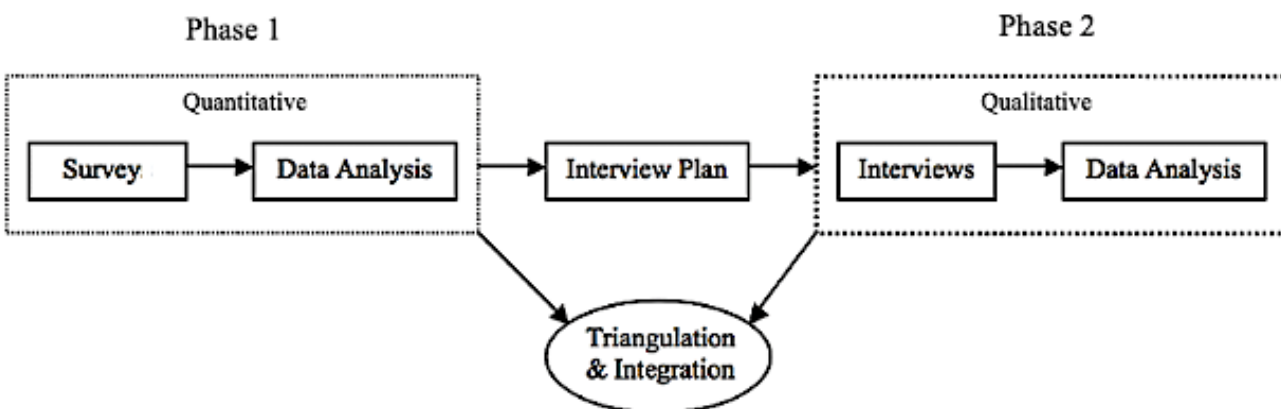 Phase 1
Phase 2
Quantitative
Qualitative
Survey
Data Analysis
Interview Plan
Interviews
Data Analysis
Triangulation
& Integration